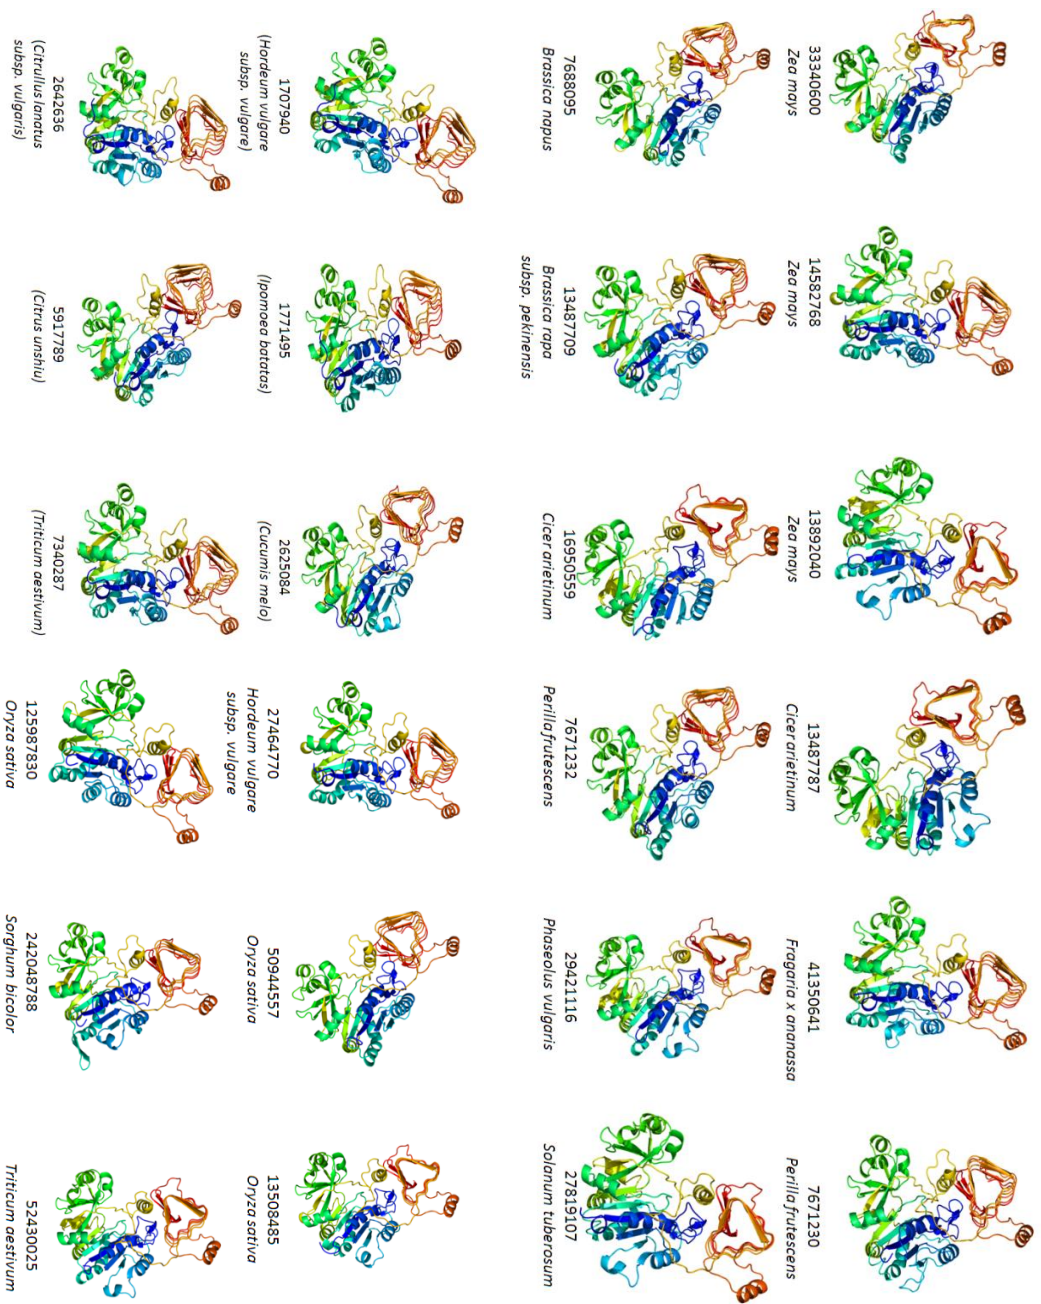 33340600
Zea mays
14582768
Zea mays
13892040
Zea mays
13487787
Cicer arietinum
41350641
Fragaria x ananassa
7671230
Perilla frutescens
7688095
Brassica napus
13487709
Brassica rapa
subsp. pekinensis
16950559
Cicer arietinum
7671232
Perilla frutescens
29421116
Phaseolus vulgaris
27819107
Solanum tuberosum
1707940
(Hordeum vulgare
subsp. vulgare)
1771495
(Ipomoea batatas)
2625084
(Cucumis melo)
27464770
Hordeum vulgare
subsp. vulgare
50944557
Oryza sativa
13508485
Oryza sativa
2642636
(Citrullus lanatus
subsp. vulgaris)
5917789
(Citrus unshiu)
7340287
(Triticum aestivum)
125987830
Oryza sativa
242048788
Sorghum bicolor
52430025
Triticum aestivum